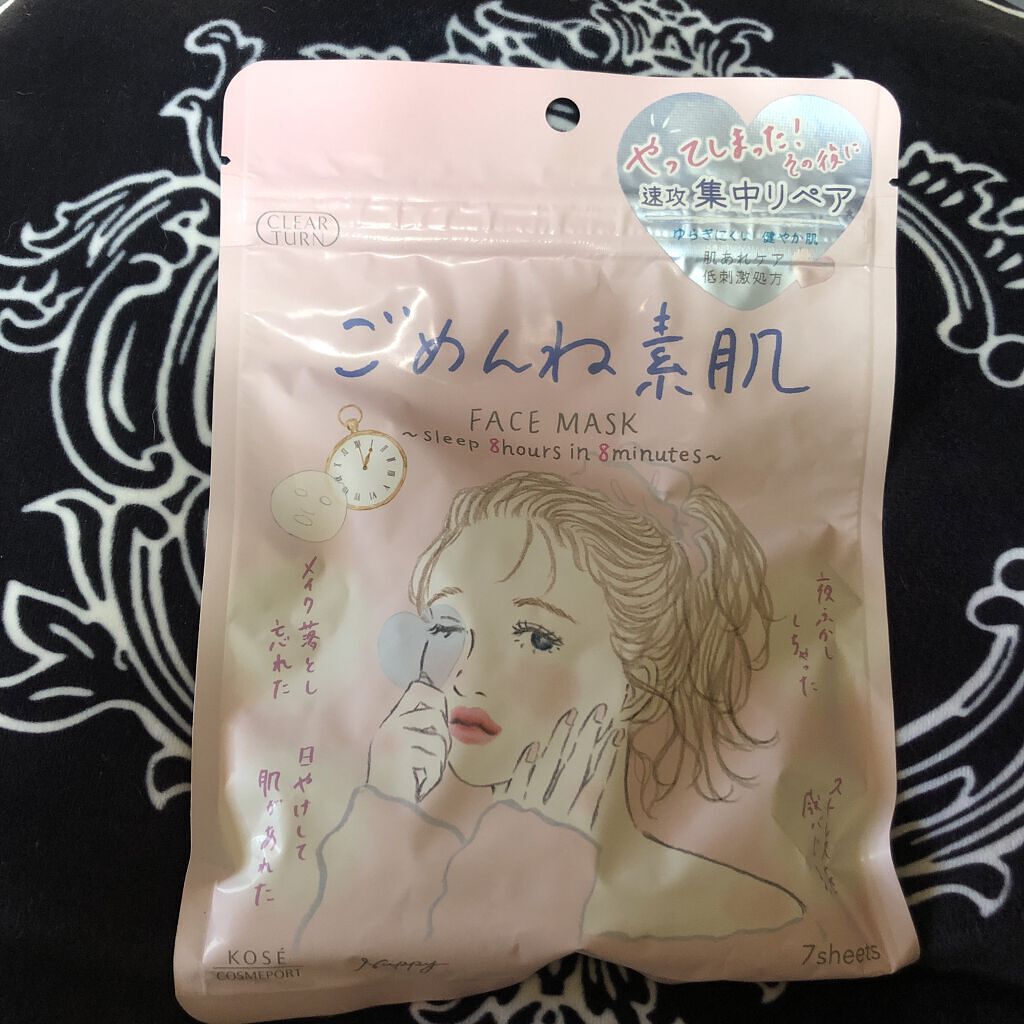 やってしまった!
その後に
速攻 集中リペア
ゆらぎにくい 健やか肌
肌あれケア
低刺激処方
CLEAR
TURN
ごめんね素肌
FACE MASK
~sleep 8hours in 8minutes~
メイク落とし
忘れた
夜ふかし
しちゃった
日やけして
肌があれた
KOSÉ
COSMEPORT
7sheets